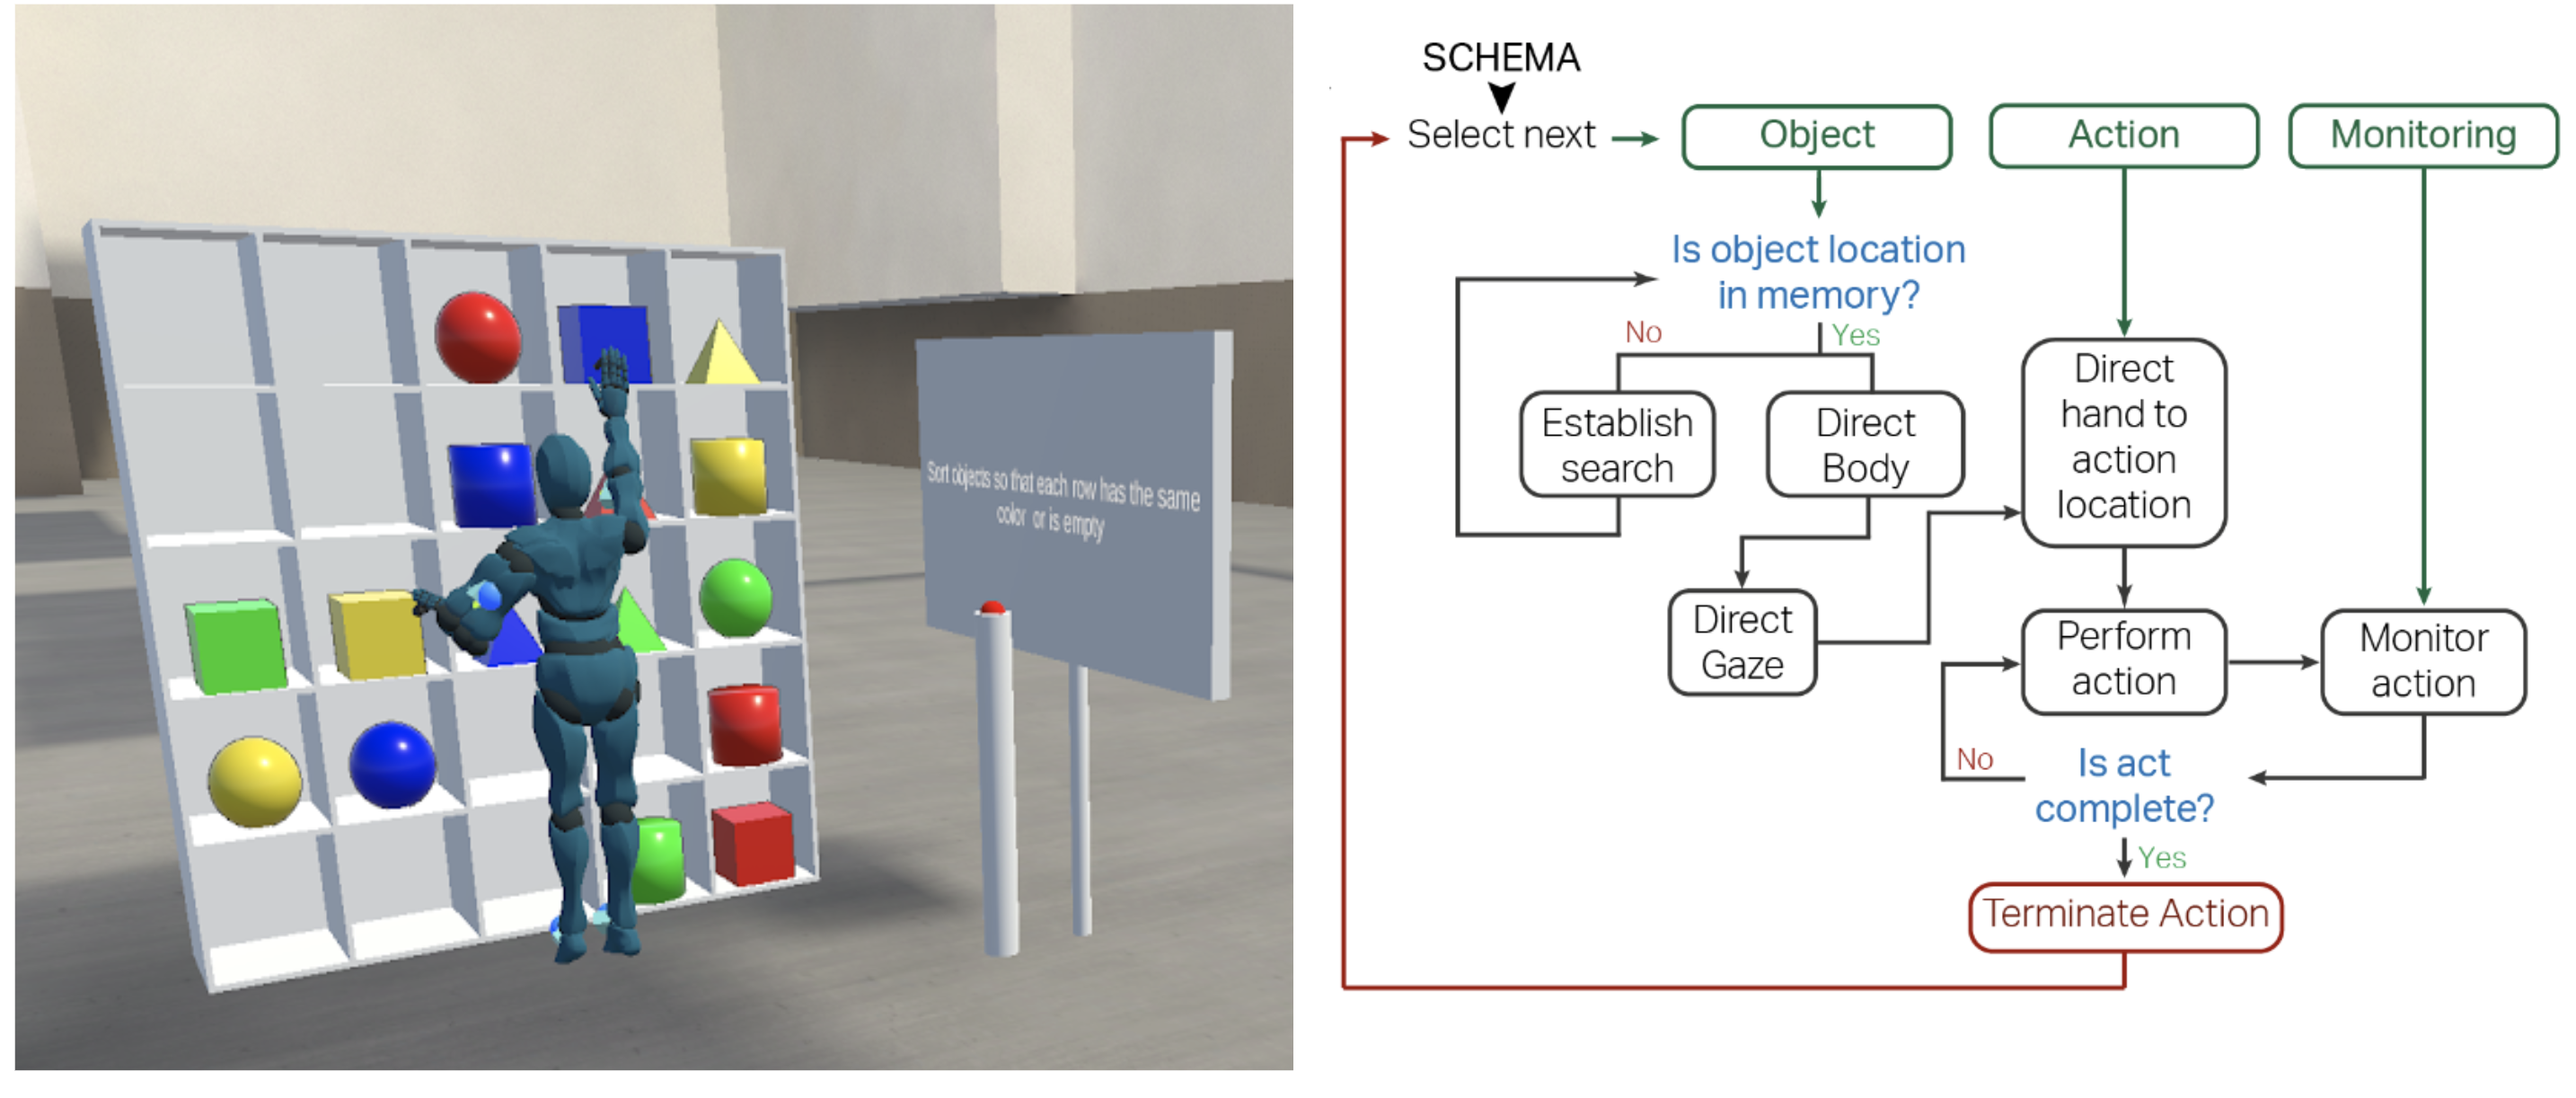 Sort objects so that each row has the same
color or is empty
SCHEMA
Select next
Object
Action
Monitoring
Is object location
in memory?
No
Yes
Establish
search
Direct
Body
Direct
hand to
action
location
Direct
Gaze
Perform
action
Monitor
action
No
Is act
complete?
Yes
Terminate Action